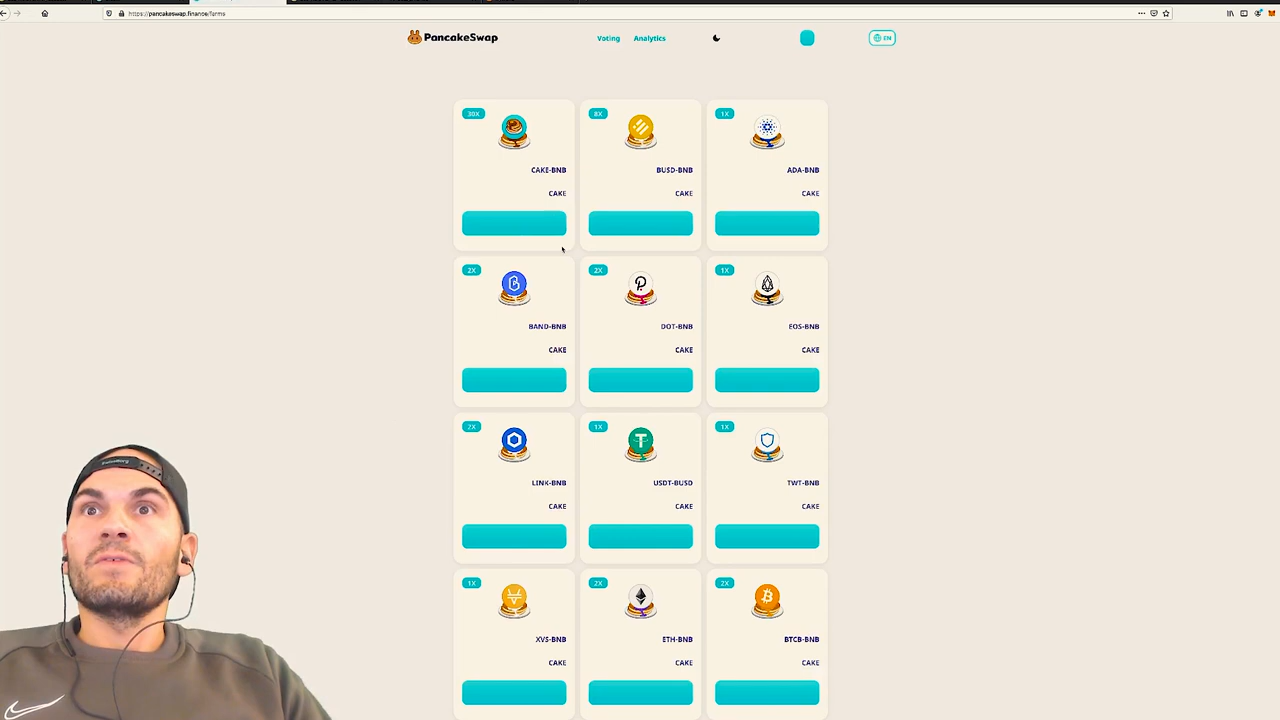 https://pancakeswap.finance/farms
PancakeSwap
Voting
Analytics
EN
30X
8X
1X
CAKE-BNB
BUSD-BNB
ADA-BNB
CAKE
CAKE
CAKE
2X
2X
1X
BAND-BNB
DOT-BNB
EOS-BNB
CAKE
CAKE
CAKE
2X
1X
1X
LINK-BNB
USDT-BUSD
TWT-BNB
CAKE
CAKE
CAKE
1X
2X
2X
XVS-BNB
ETH-BNB
BTCB-BNB
CAKE
CAKE
CAKE